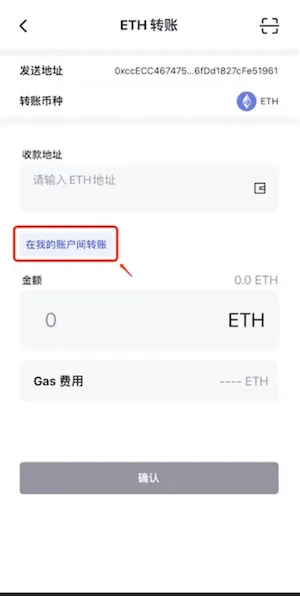 ETH 转账
发送地址 0xccECC467475...6fDd1827cFe51961
转账币种 ETH
收款地址
请输入 ETH 地址
在我的账户间转账
金额 0.0 ETH
0 ETH
Gas 费用 ---- ETH
确认